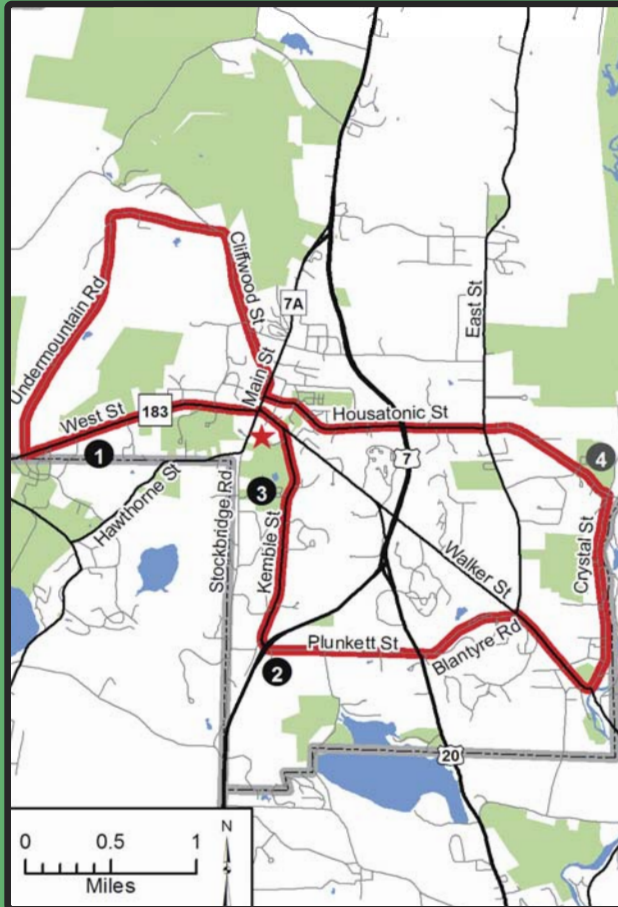 Cliffwood St
7A
Undermountain Rd
East St
Main St
183
West St
Housatonic St
1
7
4
Hawthorne St
3
Stockbridge Rd
Kemble St
Walker St
Crystal St
Plunkett St
Blantyre Rd
2
20
0 0.5 1
Miles
N